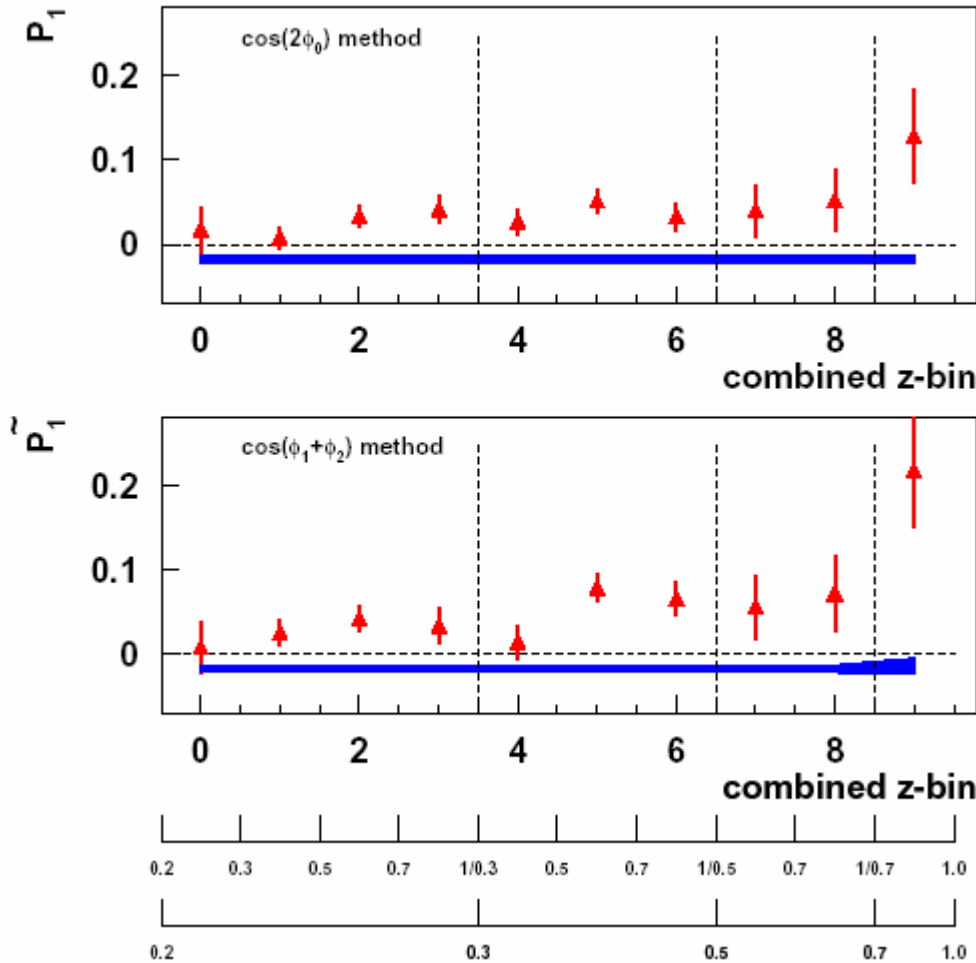 P₁
cos(2ϕ₀) method
0.2
0.1
0
0 2 4 6 8
combined z-bin
P̃₁
cos(ϕ₁+ϕ₂) method
0.2
0.1
0
0 2 4 6 8
combined z-bin
0.2 0.3 0.5 0.7 1/0.3 0.5 0.7 1/0.5 0.7 1/0.7 1.0
0.2 0.3 0.5 0.7 1.0